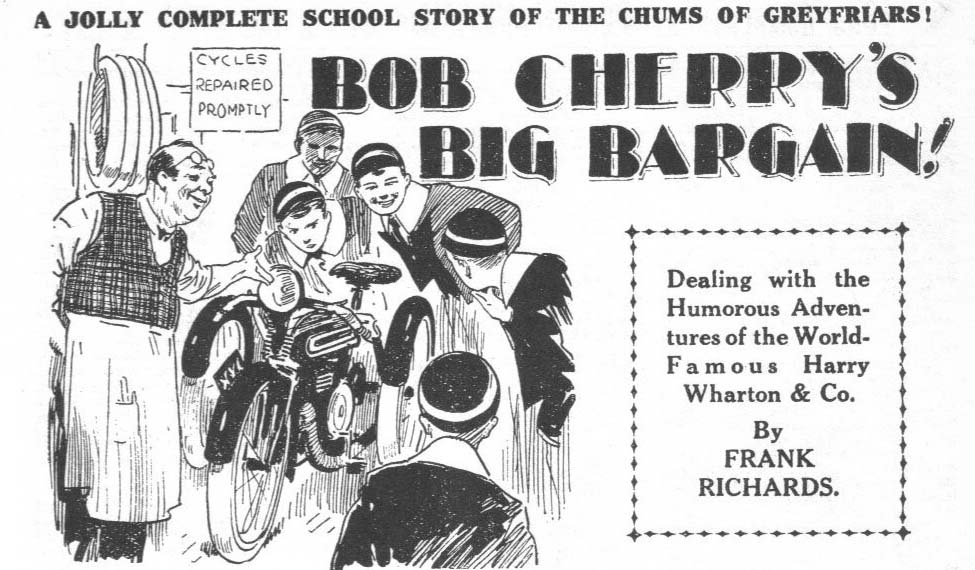 A JOLLY COMPLETE SCHOOL STORY OF THE CHUMS OF GREYFRIARS!
CYCLES
REPAIRED
PROMPTLY
BOB CHERRY'S
BIG BARGAIN!
Dealing with the
Humorous Adven-
tures of the World-
Famous Harry
Wharton & Co.
By
FRANK
RICHARDS.